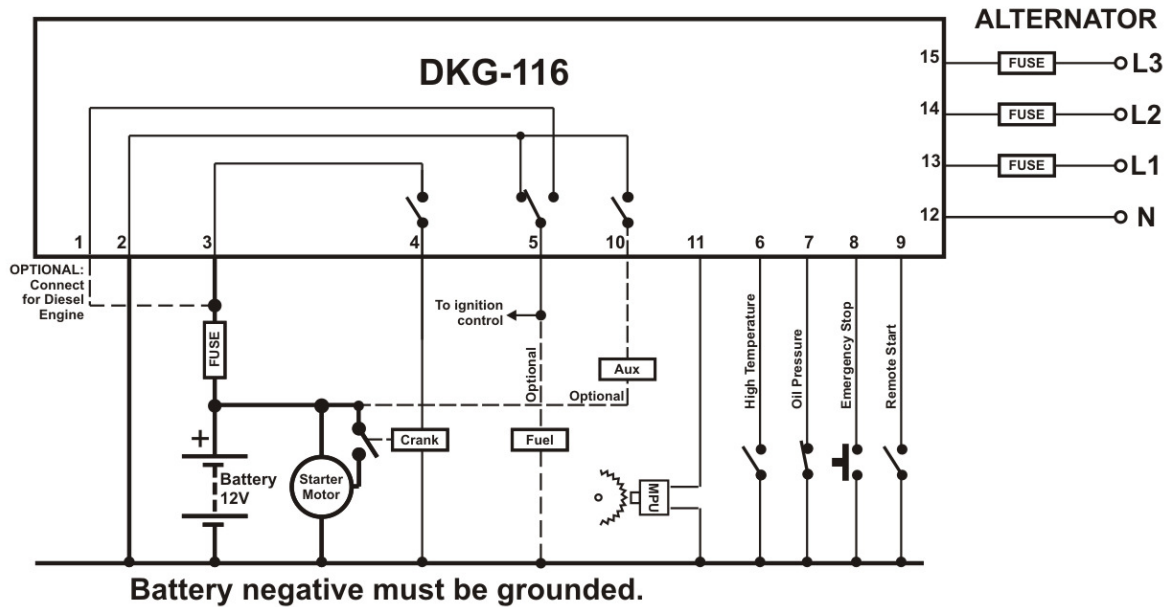 ALTERNATOR
DKG-116
15
FUSE
L3
14
FUSE
L2
13
FUSE
L1
12
N
1
2
3
4
5
10
11
6
7
8
9
OPTIONAL:
Connect
for Diesel
Engine
To ignition
control
FUSE
Optional
Aux
Optional
High Temperature
Oil Pressure
Emergency Stop
Remote Start
+
Crank
Fuel
Battery
12V
Starter
Motor
MPU
Battery negative must be grounded.